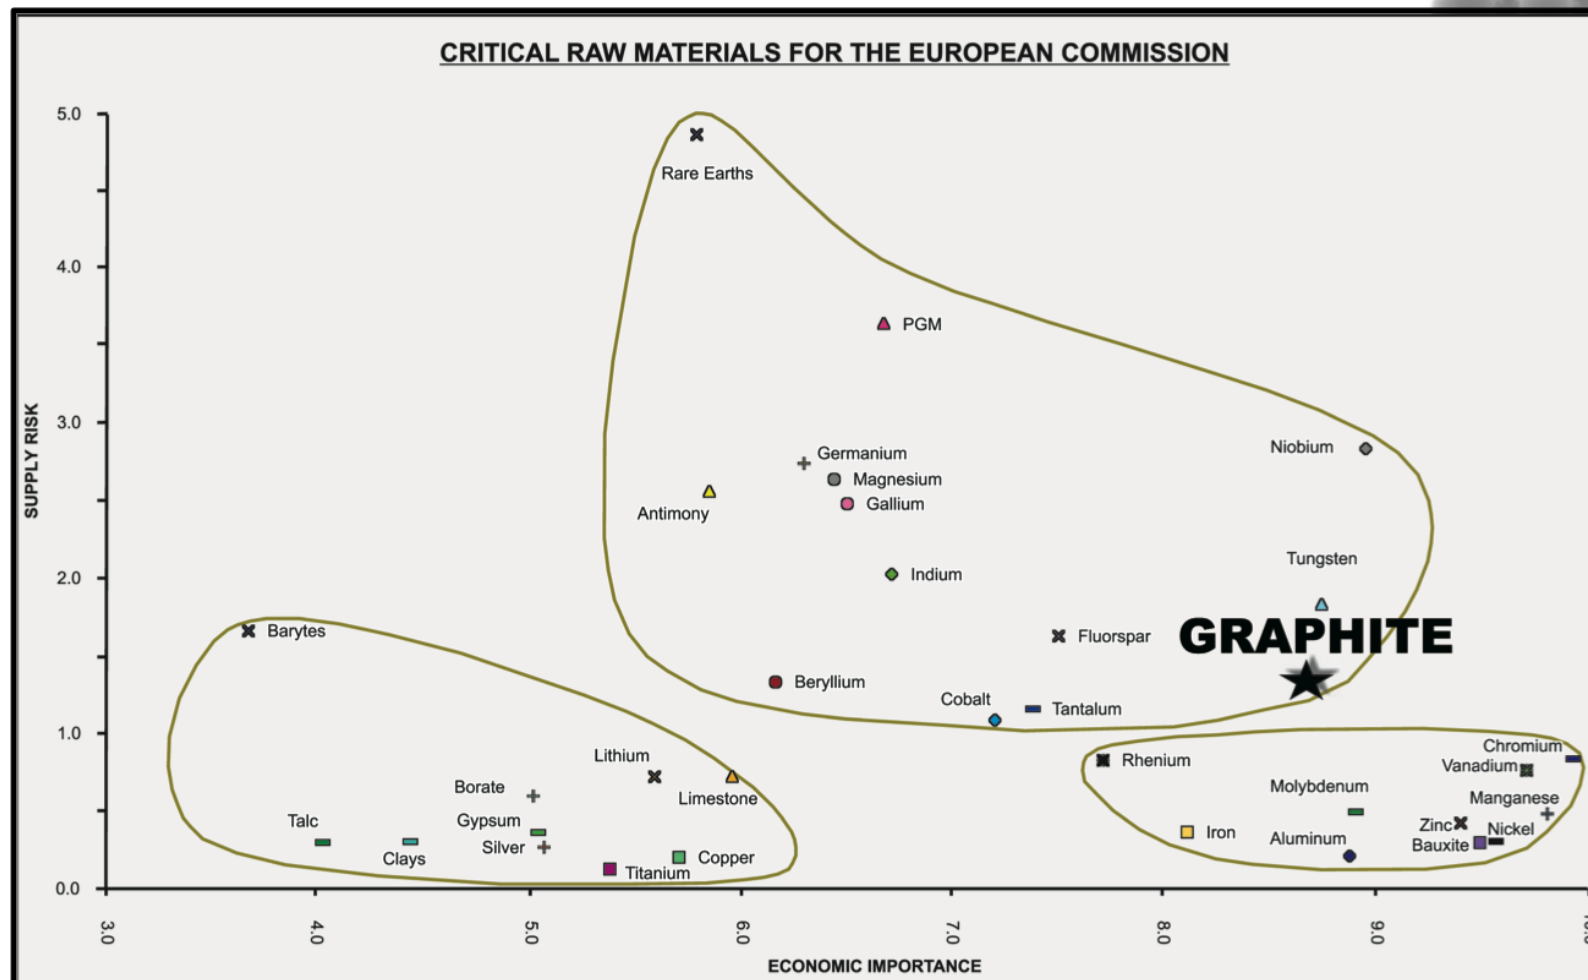 CRITICAL RAW MATERIALS FOR THE EUROPEAN COMMISSION
5.0
Rare Earths
4.0
PGM
3.0
Niobium
Germanium
Magnesium
Gallium
Antimony
SUPPLY RISK
Tungsten
2.0
Indium
Barytes
Fluorspar
GRAPHITE
Beryllium
Cobalt
Tantalum
1.0
Lithium
Rhenium
Chromium
Vanadium
Borate
Limestone
Molybdenum
Manganese
Talc
Gypsum
Iron
Zinc
Nickel
Silver
Aluminum
Bauxite
Clays
Copper
Titanium
0.0
3.0
4.0
5.0
6.0
7.0
8.0
9.0
ECONOMIC IMPORTANCE